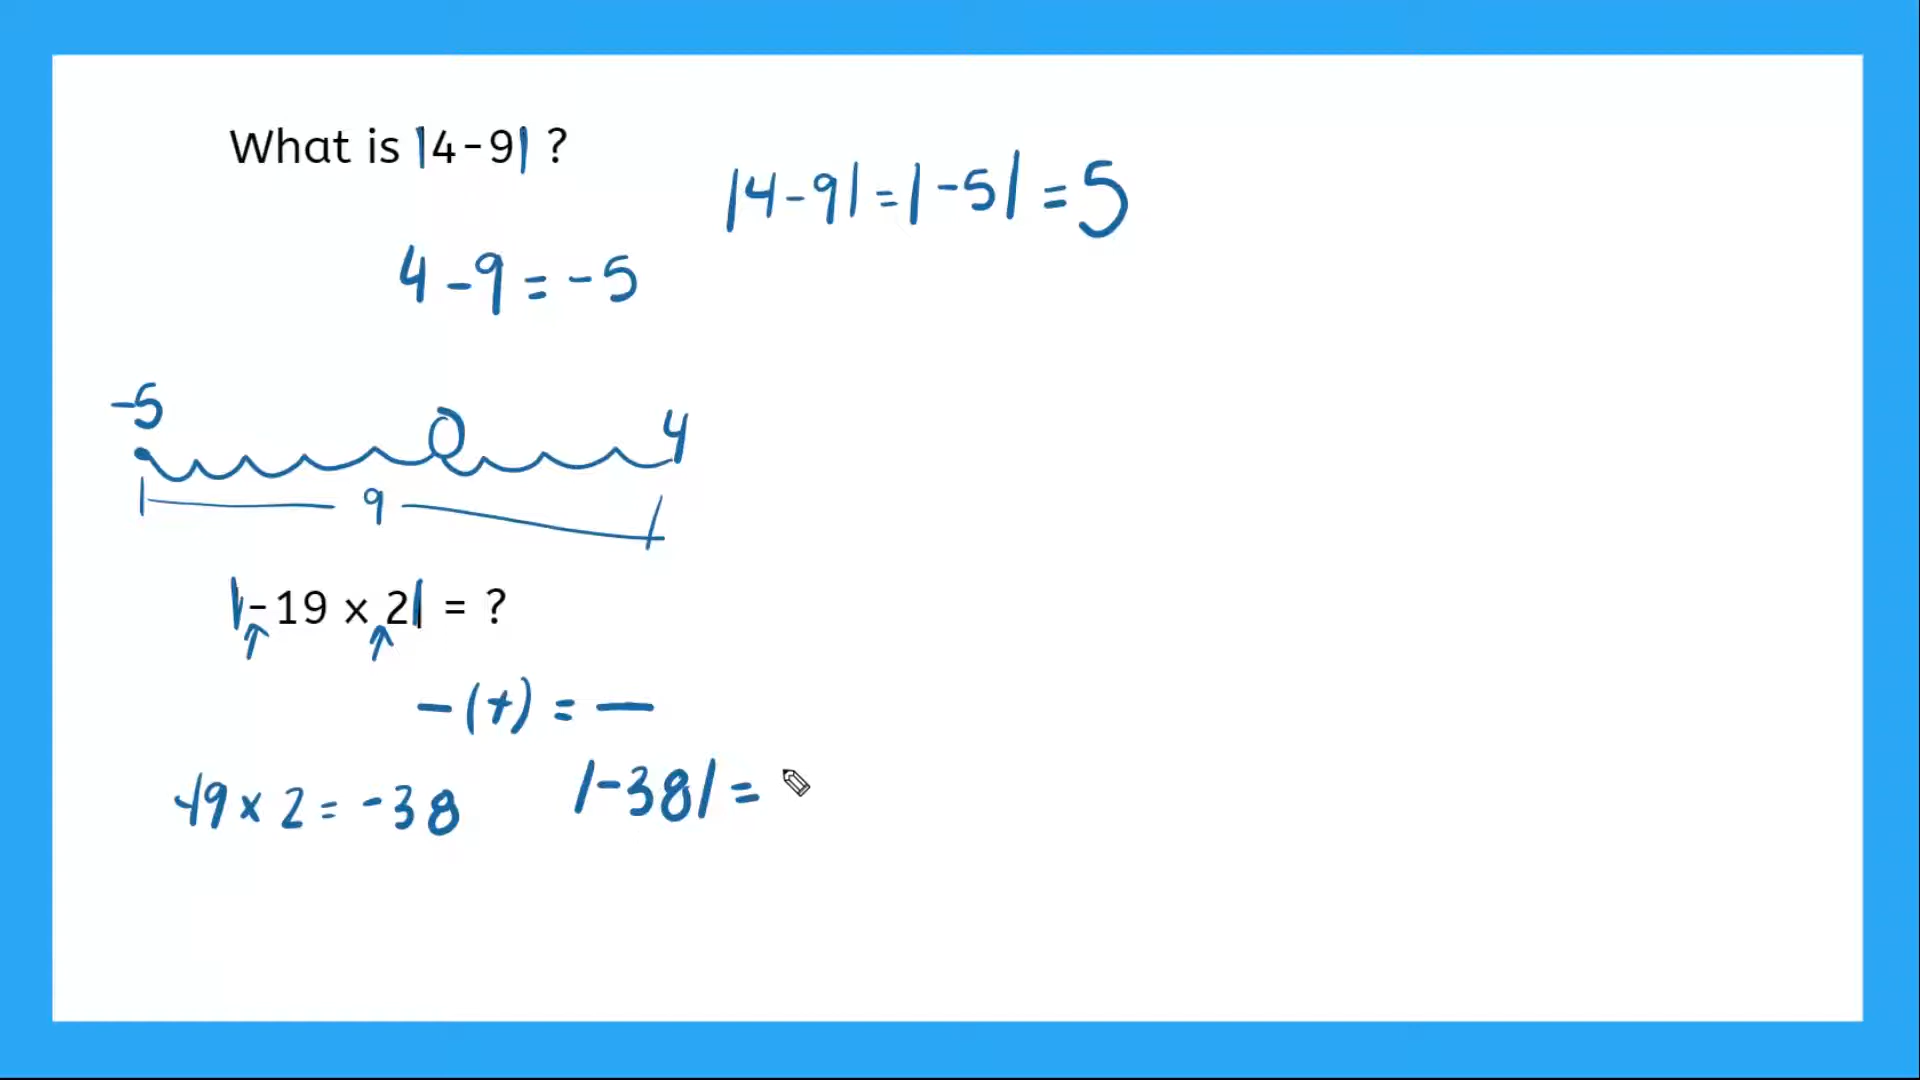 What is |4-9| ?
|4-9|=|-5|=5
4-9=-5
-5 0 4
9
|-19 x 2| = ?
-(+)=-
-19 x 2 = -38
|-38| =